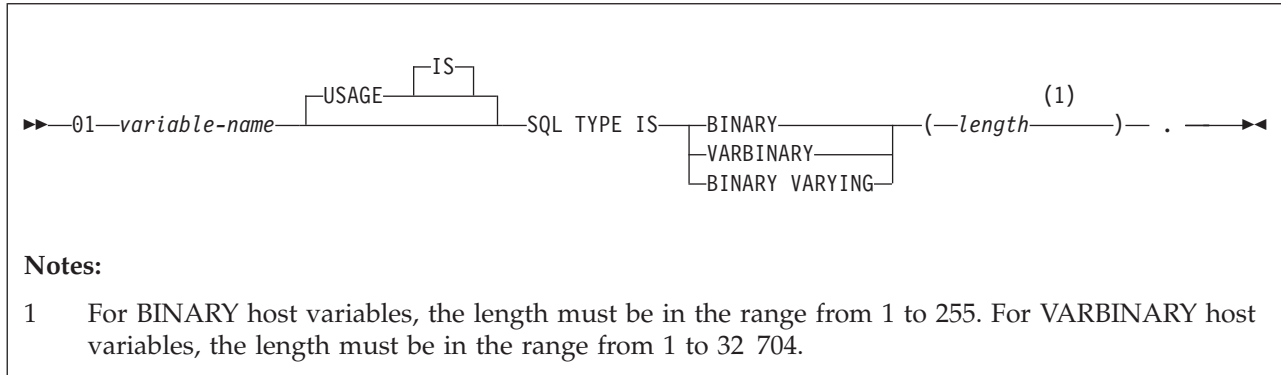 IS
USAGE
(1)
01 variable-name SQL TYPE IS BINARY ( length ) .
VARBINARY
BINARY VARYING
Notes:
1 For BINARY host variables, the length must be in the range from 1 to 255. For VARBINARY host
variables, the length must be in the range from 1 to 32 704.